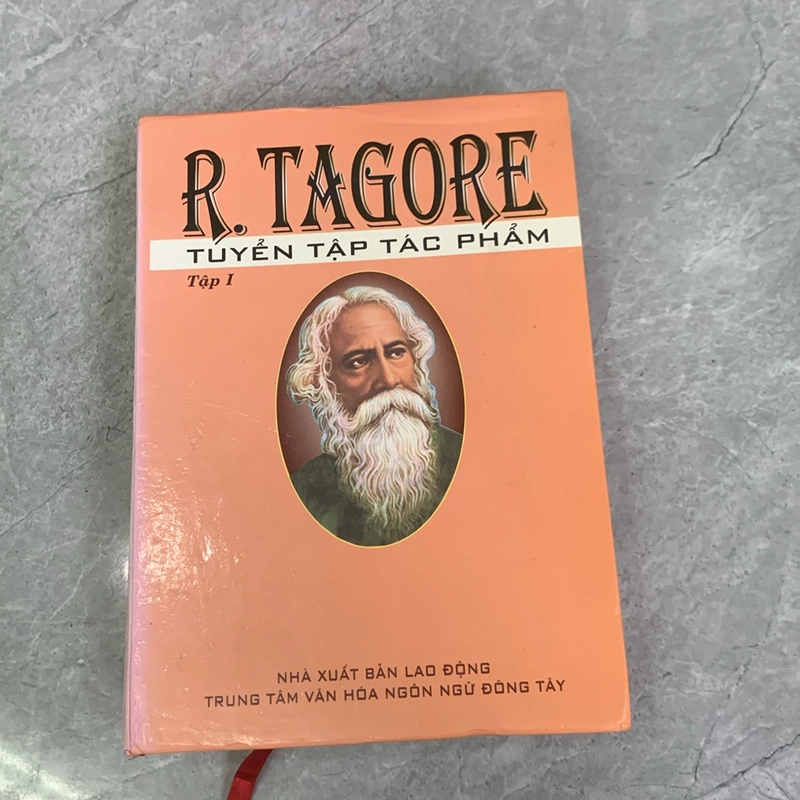 R. TAGORE
TUYỂN TẬP TÁC PHẨM
Tập I
NHÀ XUẤT BẢN LAO ĐỘNG
TRUNG TÂM VĂN HÓA NGÔN NGỮ ĐÔNG TÂY